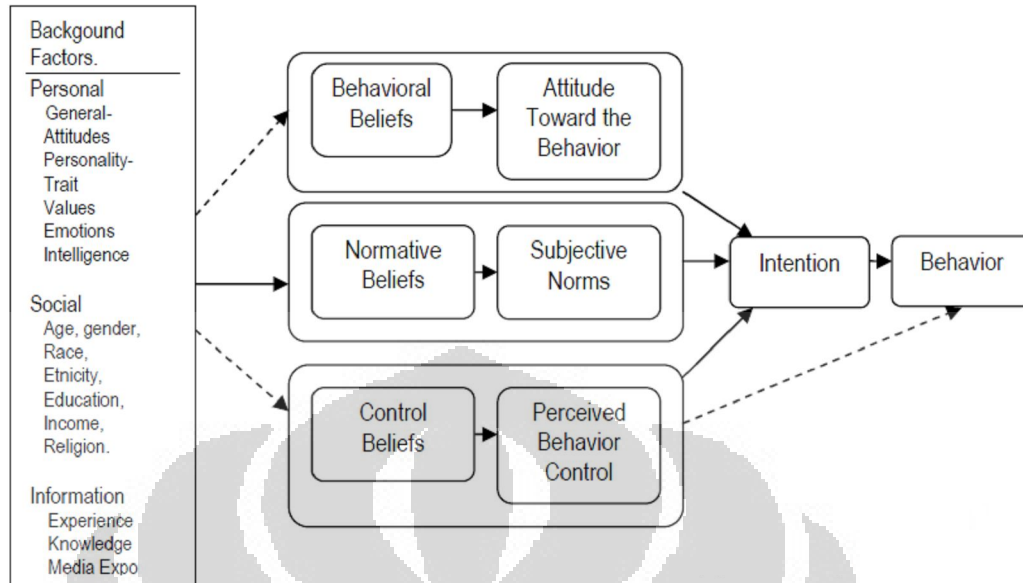 Backgound
Factors.
Personal
General-
Attitudes
Personality-
Trait
Values
Emotions
Intelligence
Social
Age, gender,
Race,
Etnicity,
Education,
Income,
Religion.
Information
Experience
Knowledge
Media Expo
Behavioral
Beliefs
Attitude
Toward the
Behavior
Normative
Beliefs
Subjective
Norms
Control
Beliefs
Perceived
Behavior
Control
Intention
Behavior